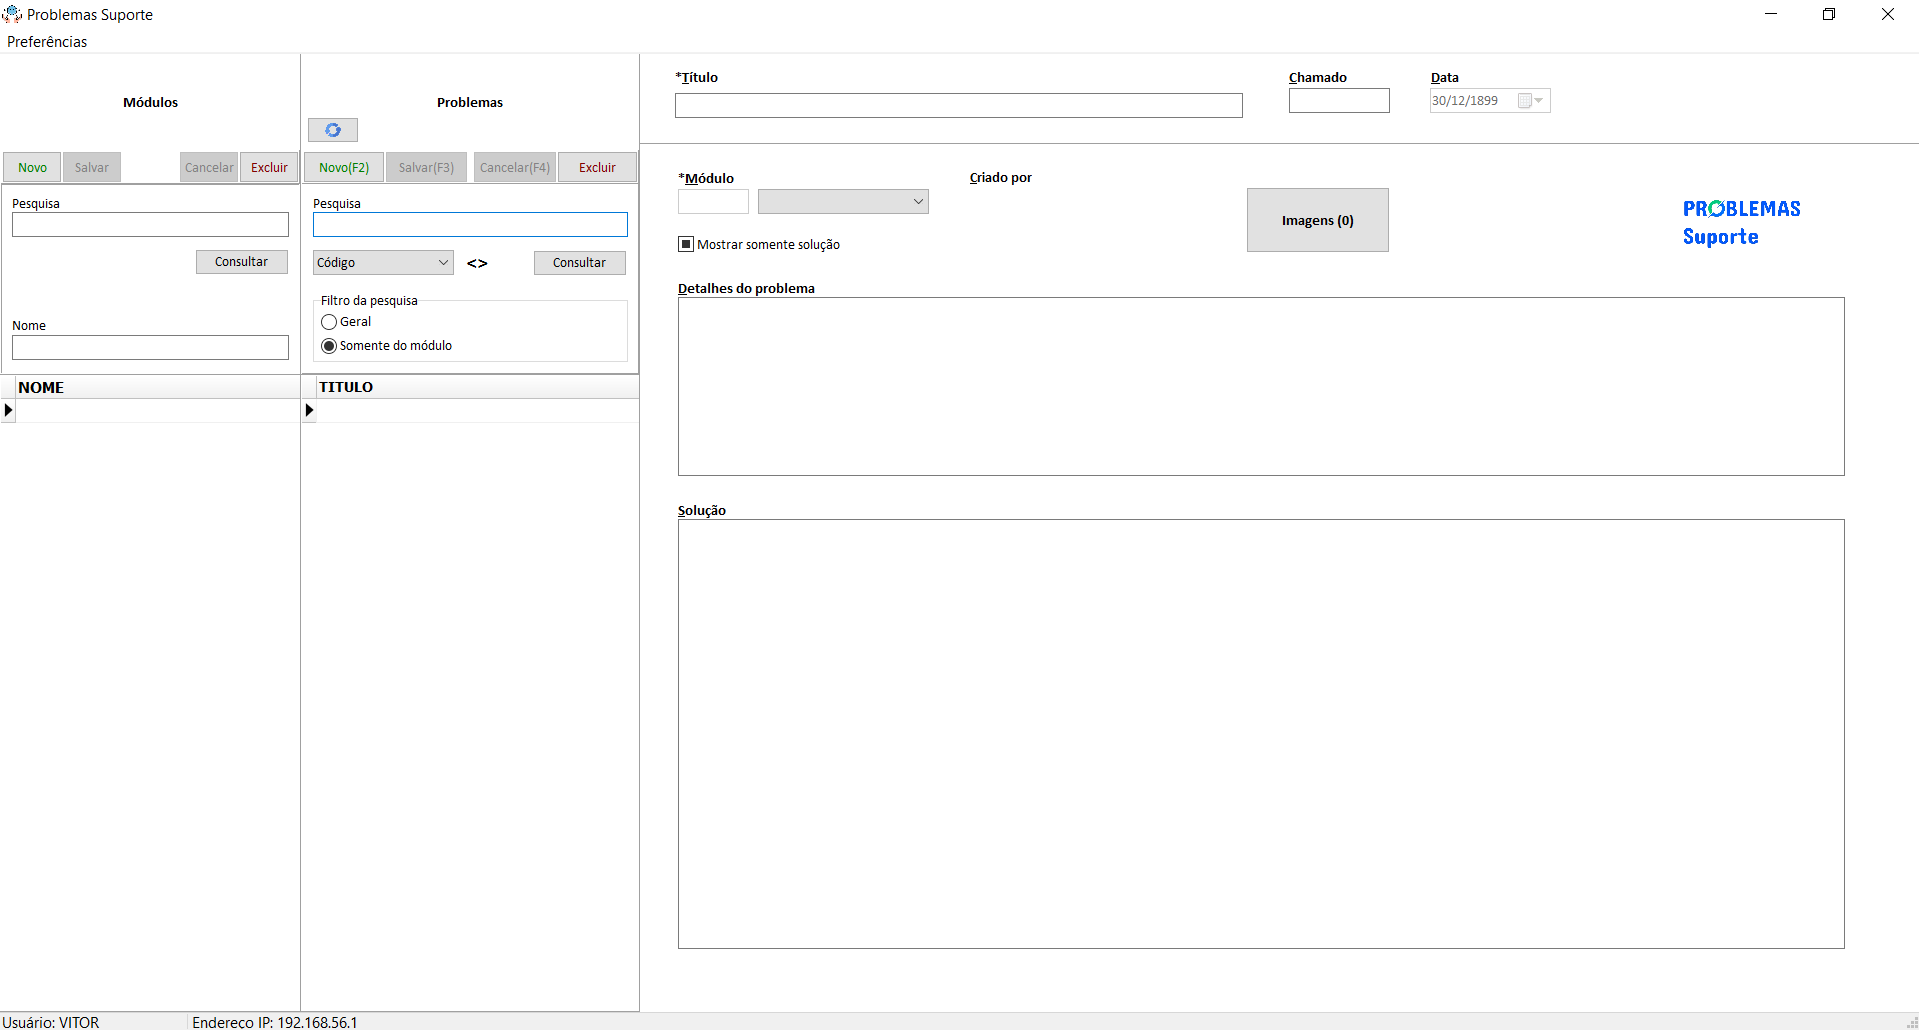 Problemas Suporte
Preferências
Módulos
Novo
Salvar
Cancelar
Excluir
Pesquisa
Consultar
Nome
NOME
Problemas
Novo(F2)
Salvar(F3)
Cancelar(F4)
Excluir
Pesquisa
Código
<>
Consultar
Filtro da pesquisa
Geral
Somente do módulo
TITULO
*Título
Chamado
Data
30/12/1899
*Módulo
Criado por
Imagens (0)
PROBLEMAS
Suporte
Mostrar somente solução
Detalhes do problema
Solução
Usuário: VITOR
Endereco IP: 192.168.56.1